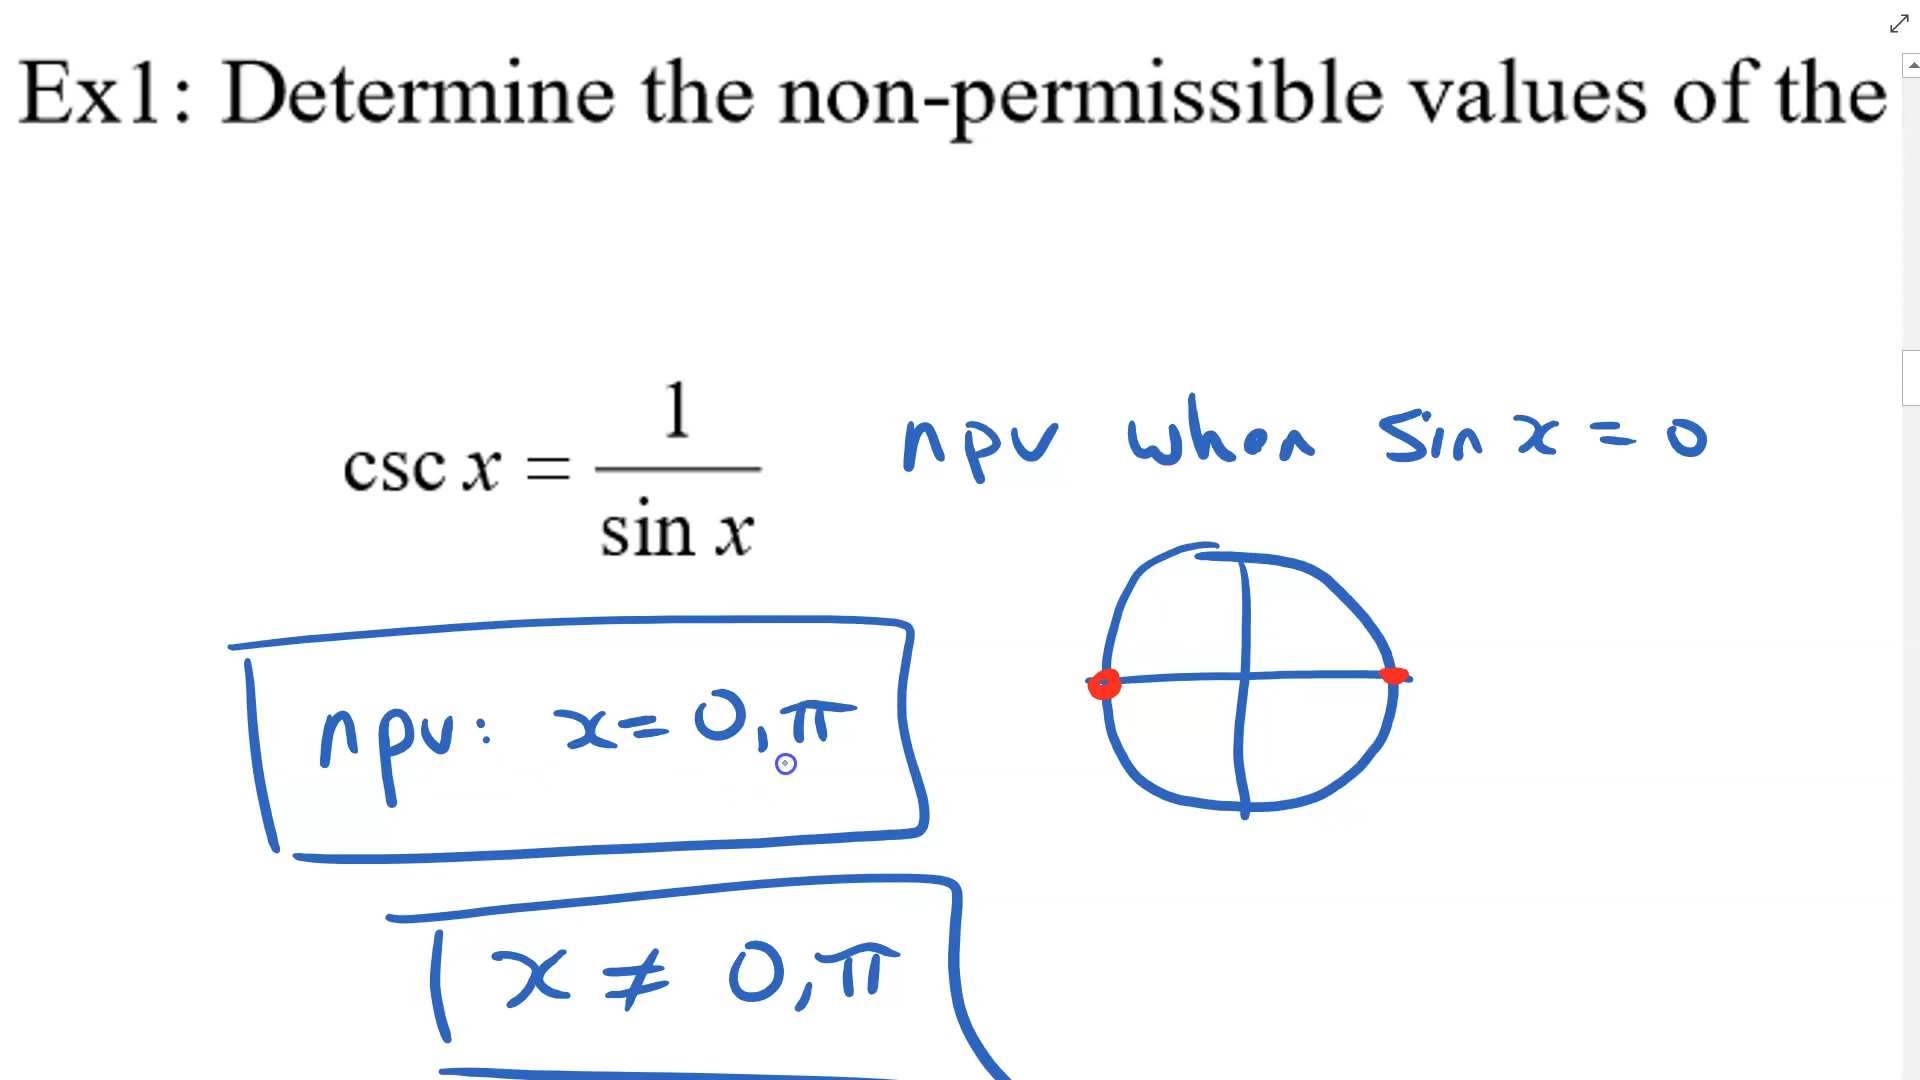 Ex1: Determine the non-permissible values of the
csc x = 1 / sin x
npv when sin x = 0
npv: x = 0, π
x ≠ 0, π